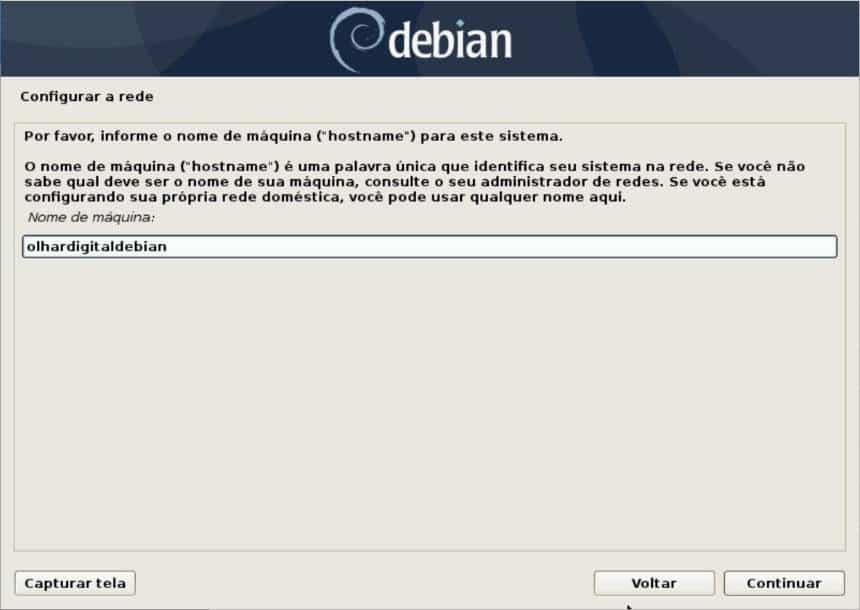 debian
Configurar a rede
Por favor, informe o nome de máquina ("hostname") para este sistema.
O nome de máquina ("hostname") é uma palavra única que identifica seu sistema na rede. Se você não
sabe qual deve ser o nome de sua máquina, consulte o seu administrador de redes. Se você está
configurando sua própria rede doméstica, você pode usar qualquer nome aqui.
Nome de máquina:
olhardigitaldebian
Capturar tela
Voltar
Continuar